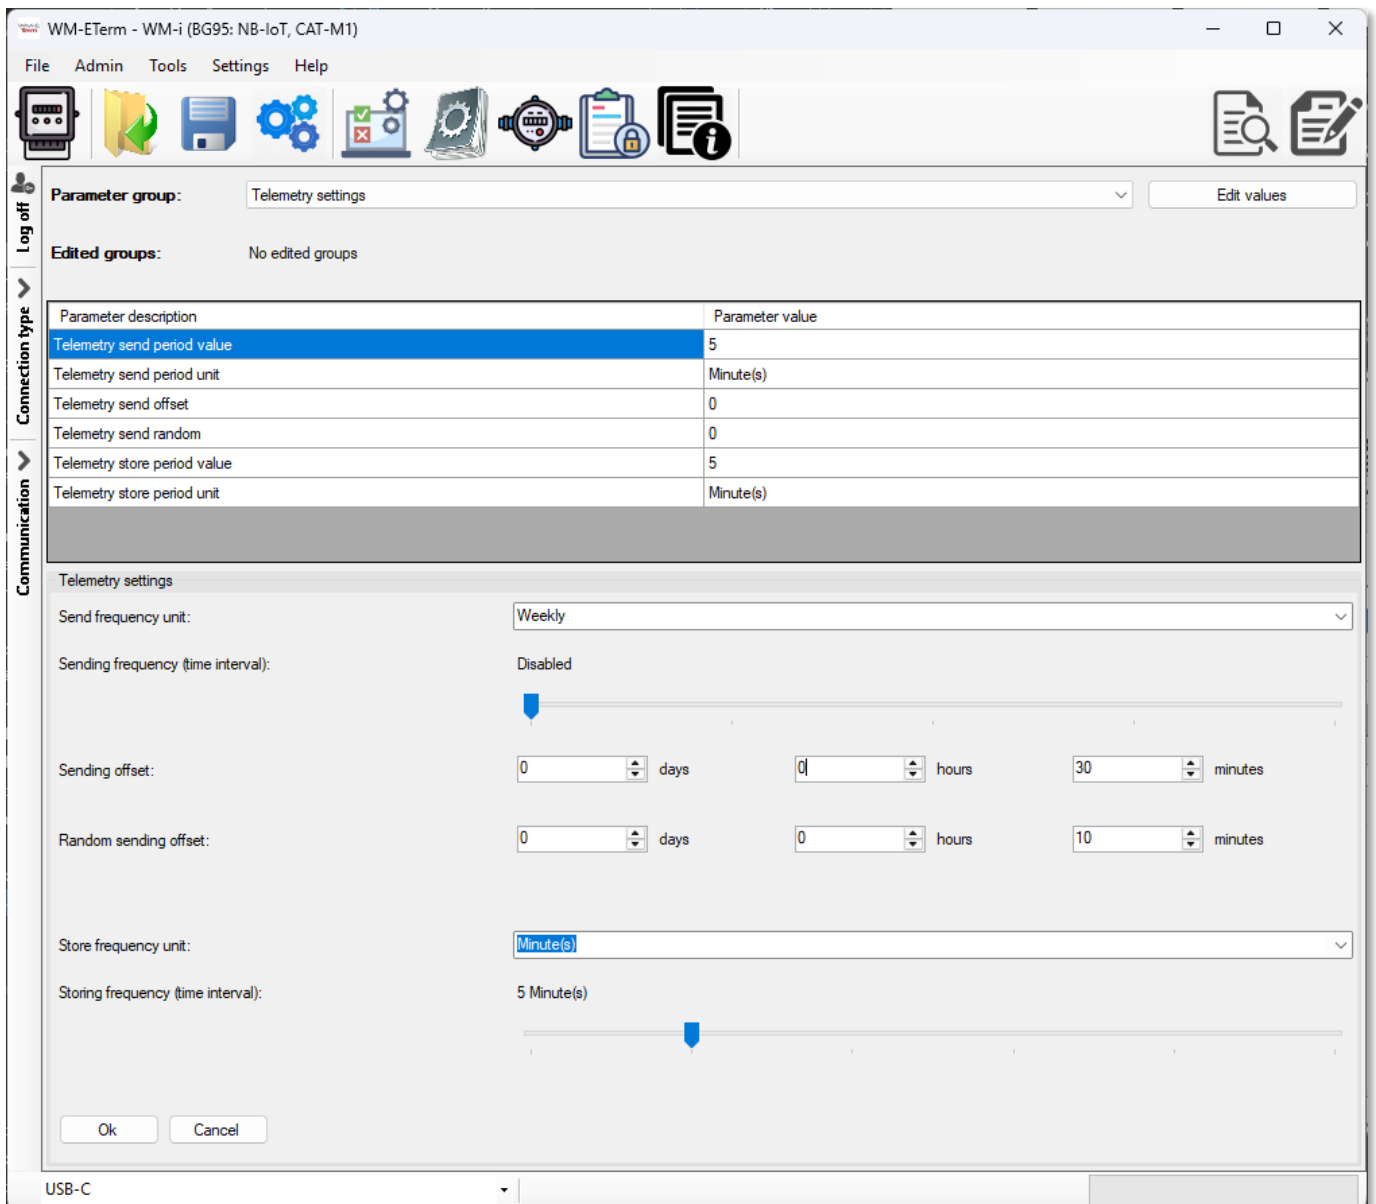 WM-ETerm - WM-i (BG95: NB-IoT, CAT-M1)
File Admin Tools Settings Help
Log off
Connection type
Communication
Parameter group: Telemetry settings Edit values
Edited groups: No edited groups
Parameter description Parameter value
Telemetry send period value 5
Telemetry send period unit Minute(s)
Telemetry send offset 0
Telemetry send random 0
Telemetry store period value 5
Telemetry store period unit Minute(s)
Telemetry settings
Send frequency unit: Weekly
Sending frequency (time interval): Disabled
Sending offset: 0 days 0 hours 30 minutes
Random sending offset: 0 days 0 hours 10 minutes
Store frequency unit: Minute(s)
Storing frequency (time interval): 5 Minute(s)
Ok Cancel
USB-C